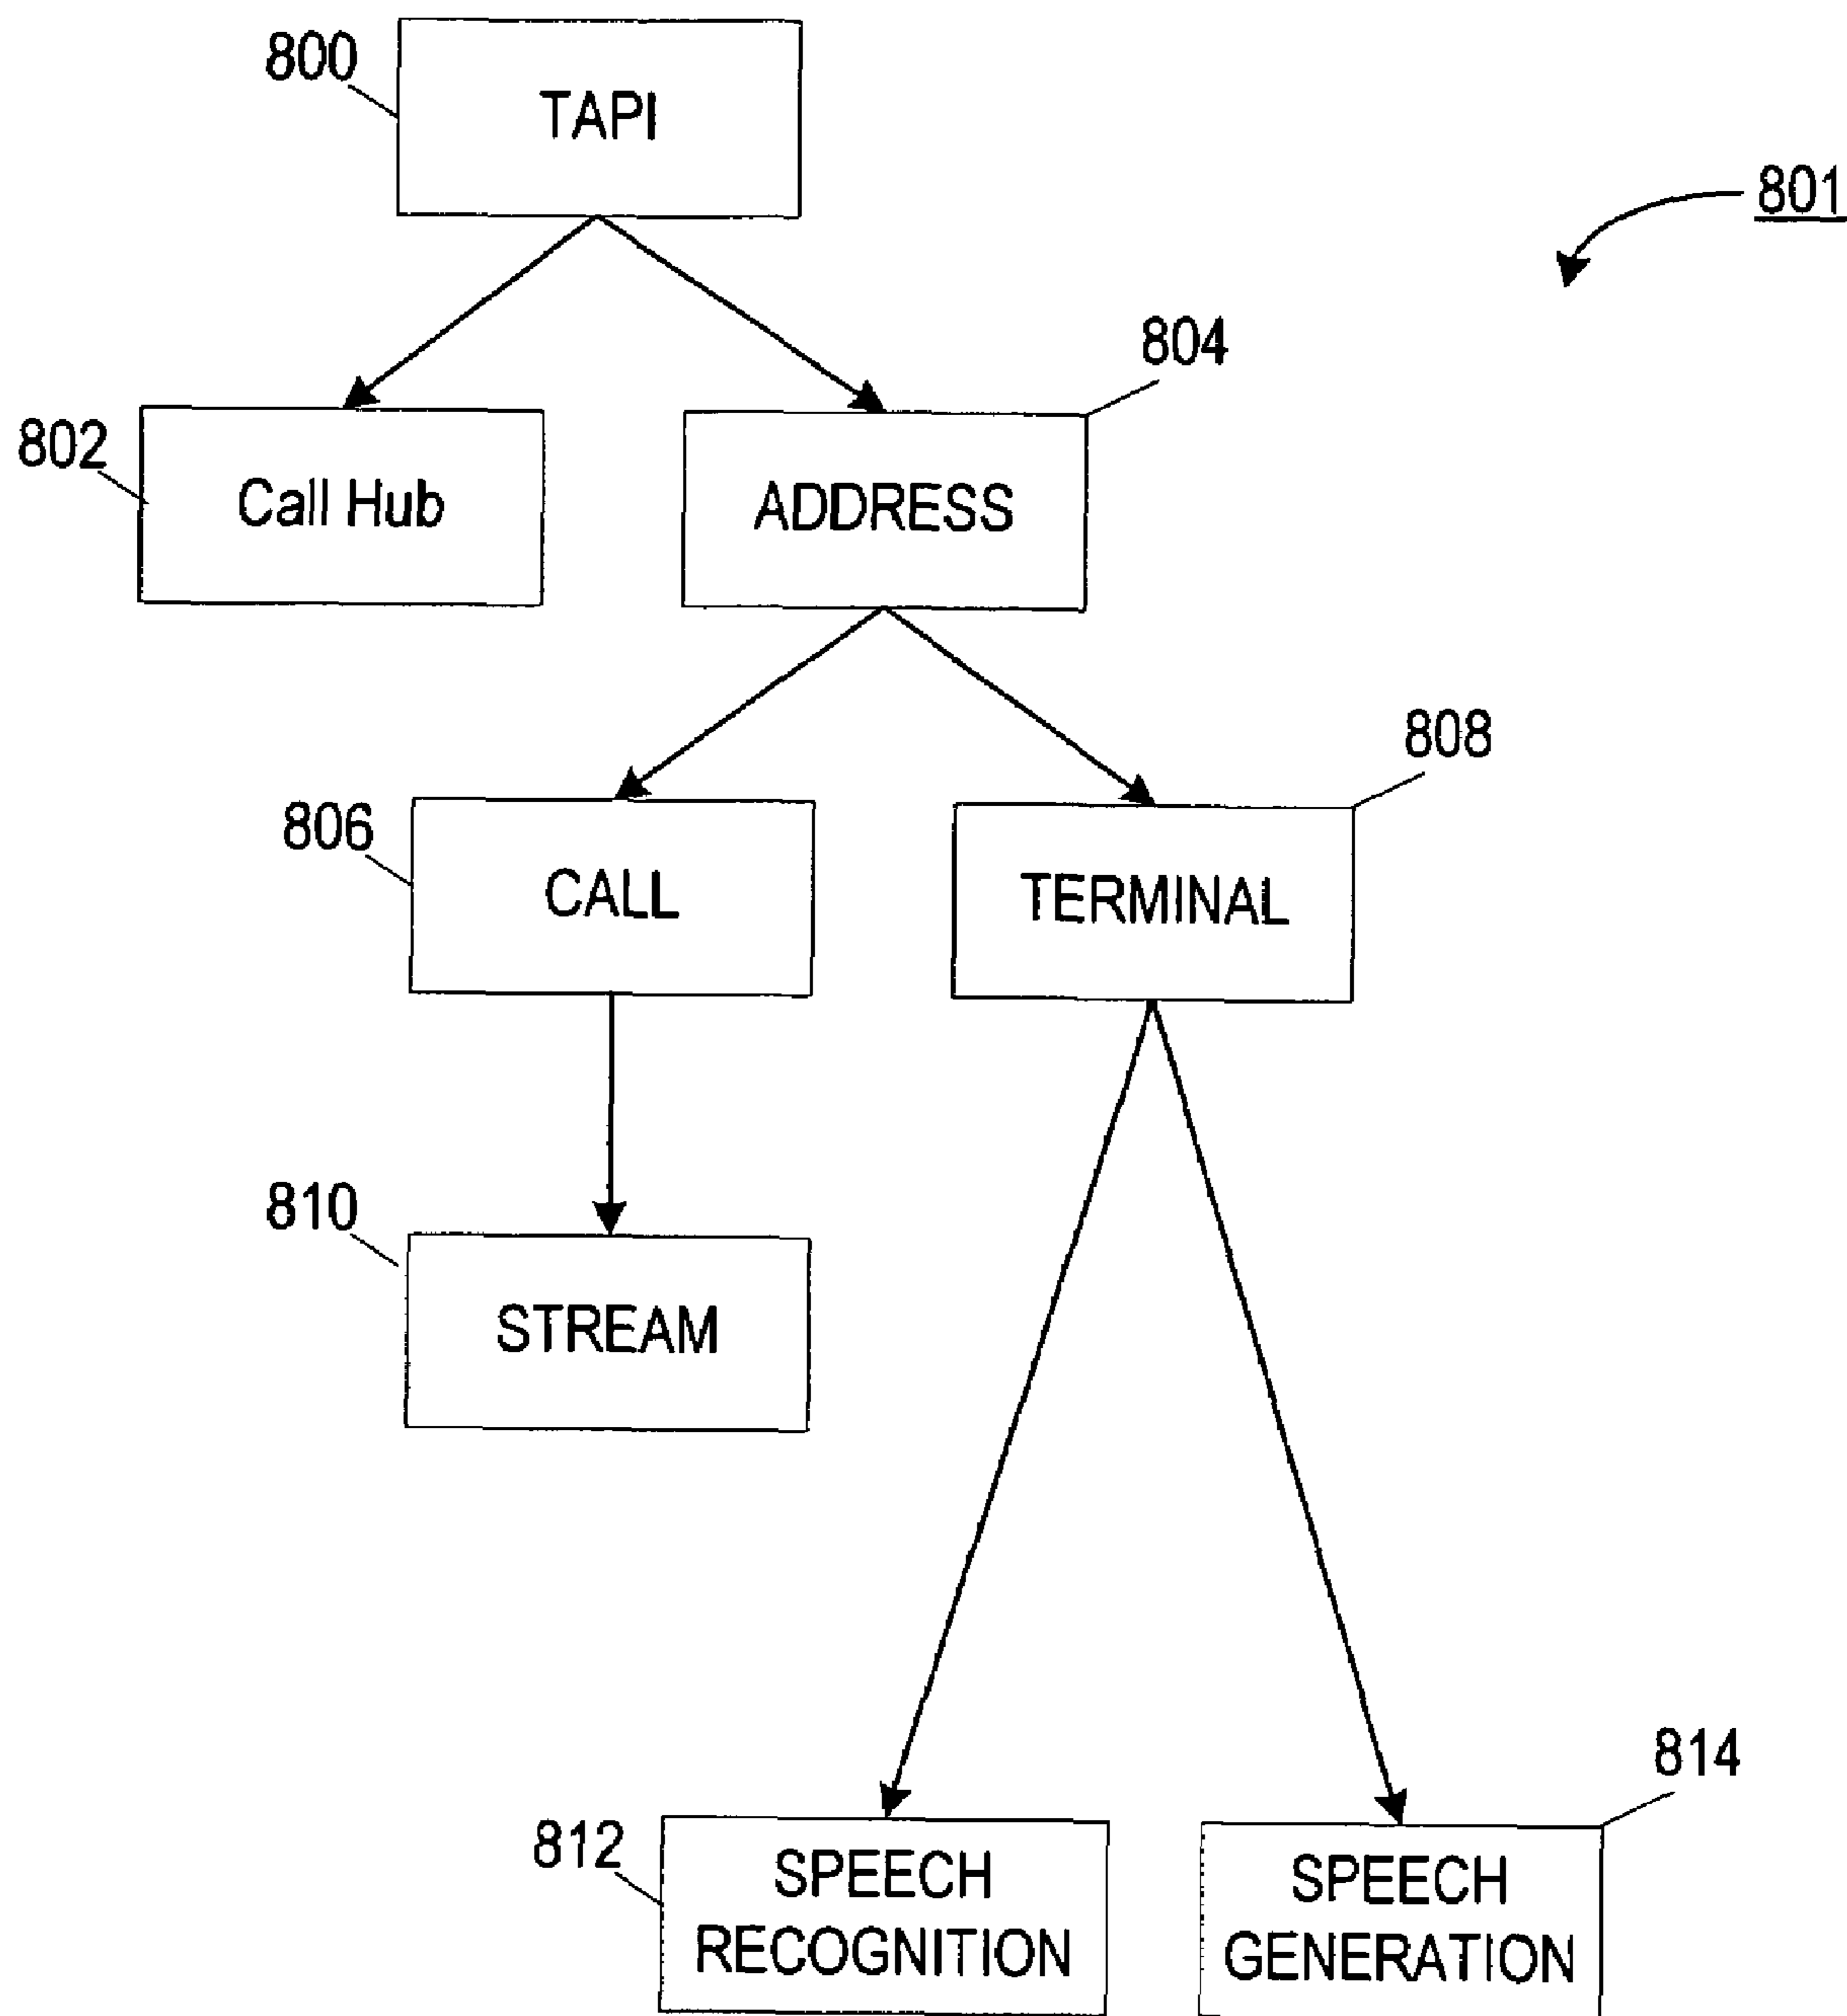 800
TAPI
801
804
802
Call Hub
ADDRESS
808
806
CALL
TERMINAL
810
STREAM
814
812
SPEECH
RECOGNITION
SPEECH
GENERATION